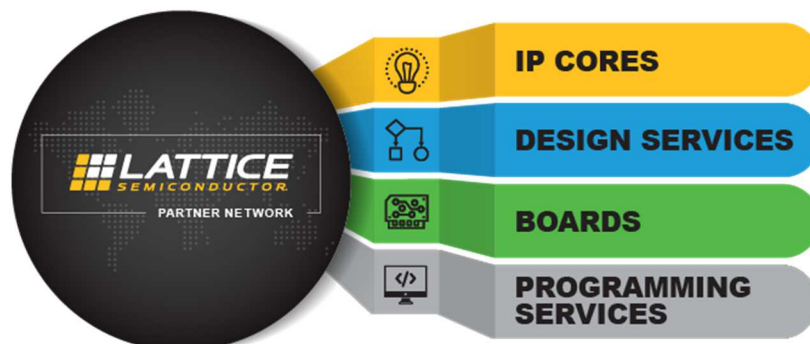 LATTICE
SEMICONDUCTOR
PARTNER NETWORK
IP CORES
DESIGN SERVICES
BOARDS
</>
PROGRAMMING
SERVICES